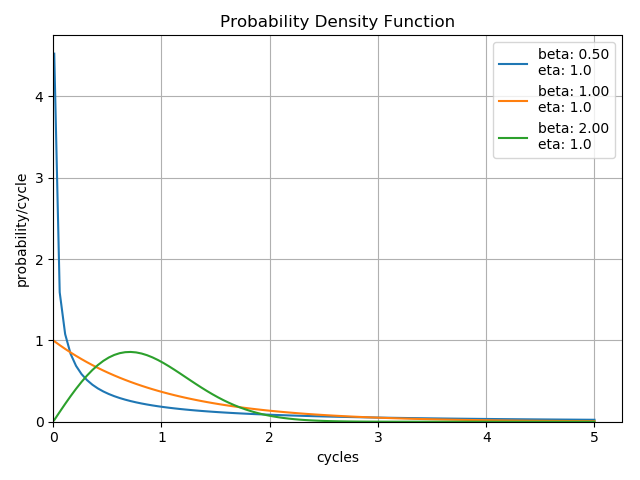 Probability Density Function
beta: 0.50
eta: 1.0
beta: 1.00
eta: 1.0
beta: 2.00
eta: 1.0
probability/cycle
4
3
2
1
0
0 1 2 3 4 5
cycles